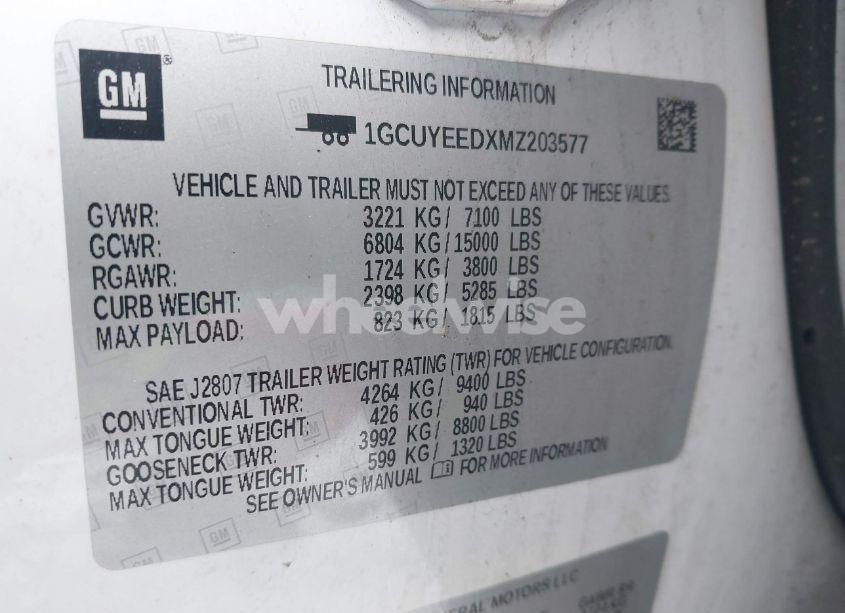 GM ®
TRAILERING INFORMATION
1GCUYEEDXMZ203577
VEHICLE AND TRAILER MUST NOT EXCEED ANY OF THESE VALUES.
GVWR: 3221 KG/ 7100 LBS
GCWR: 6804 KG/15000 LBS
RGAWR: 1724 KG/ 3800 LBS
CURB WEIGHT: 2398 KG/ 5285 LBS
MAX PAYLOAD: 823 KG/ 1815 LBS
wheelwise
SAE J2807 TRAILER WEIGHT RATING (TWR) FOR VEHICLE CONFIGURATION.
CONVENTIONAL TWR: 4264 KG/ 9400 LBS
MAX TONGUE WEIGHT: 426 KG/ 940 LBS
GOOSENECK TWR: 3992 KG/ 8800 LBS
MAX TONGUE WEIGHT: 599 KG/ 1320 LBS
SEE OWNER'S MANUAL FOR MORE INFORMATION
MOTORS LLC